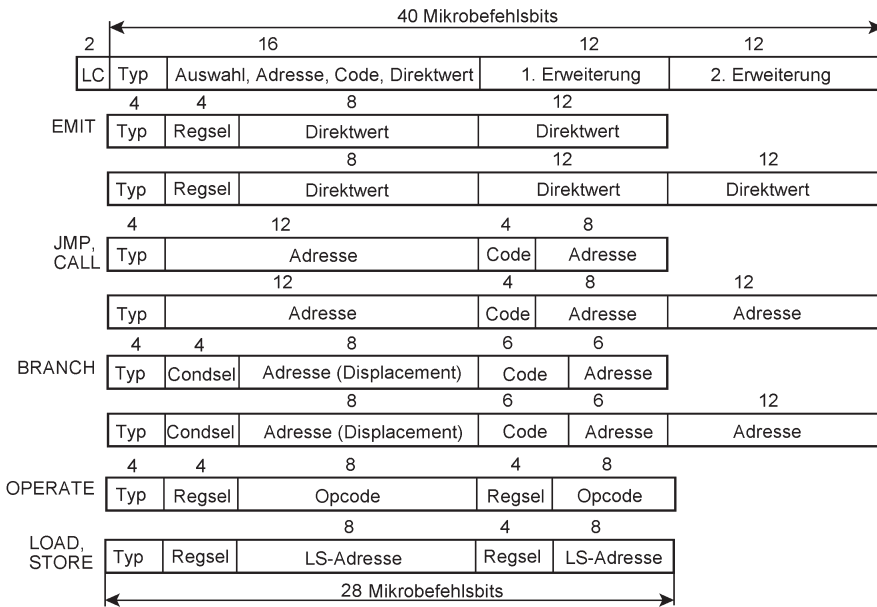 40 Mikrobefehlsbits
2 16 12 12
LC Typ Auswahl, Adresse, Code, Direktwert 1. Erweiterung 2. Erweiterung
4 4 8 12
EMIT Typ Regsel Direktwert Direktwert
8 12 12
Typ Regsel Direktwert Direktwert Direktwert
4 12 4 8
JMP,
CALL Typ Adresse Code Adresse
12 4 8 12
Typ Adresse Code Adresse Adresse
4 4 8 6 6
BRANCH Typ Condsel Adresse (Displacement) Code Adresse
8 6 6 12
Typ Condsel Adresse (Displacement) Code Adresse Adresse
4 4 8 4 8
OPERATE Typ Regsel Opcode Regsel Opcode
8 4 8
LOAD,
STORE Typ Regsel LS-Adresse Regsel LS-Adresse
28 Mikrobefehlsbits